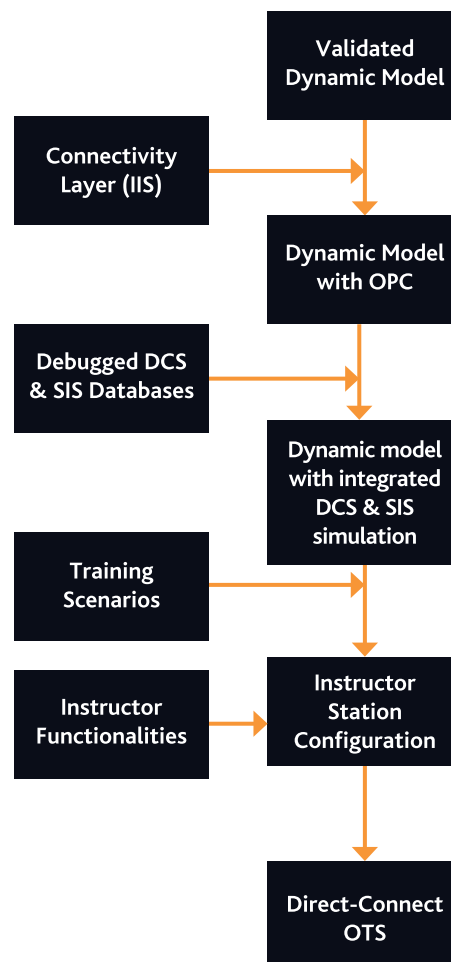 Validated
Dynamic Model
Connectivity
Layer (IIS)
Dynamic Model
with OPC
Debugged DCS
& SIS Databases
Dynamic model
with integrated
DCS & SIS
simulation
Training
Scenarios
Instructor
Functionalities
Instructor
Station
Configuration
Direct-Connect
OTS